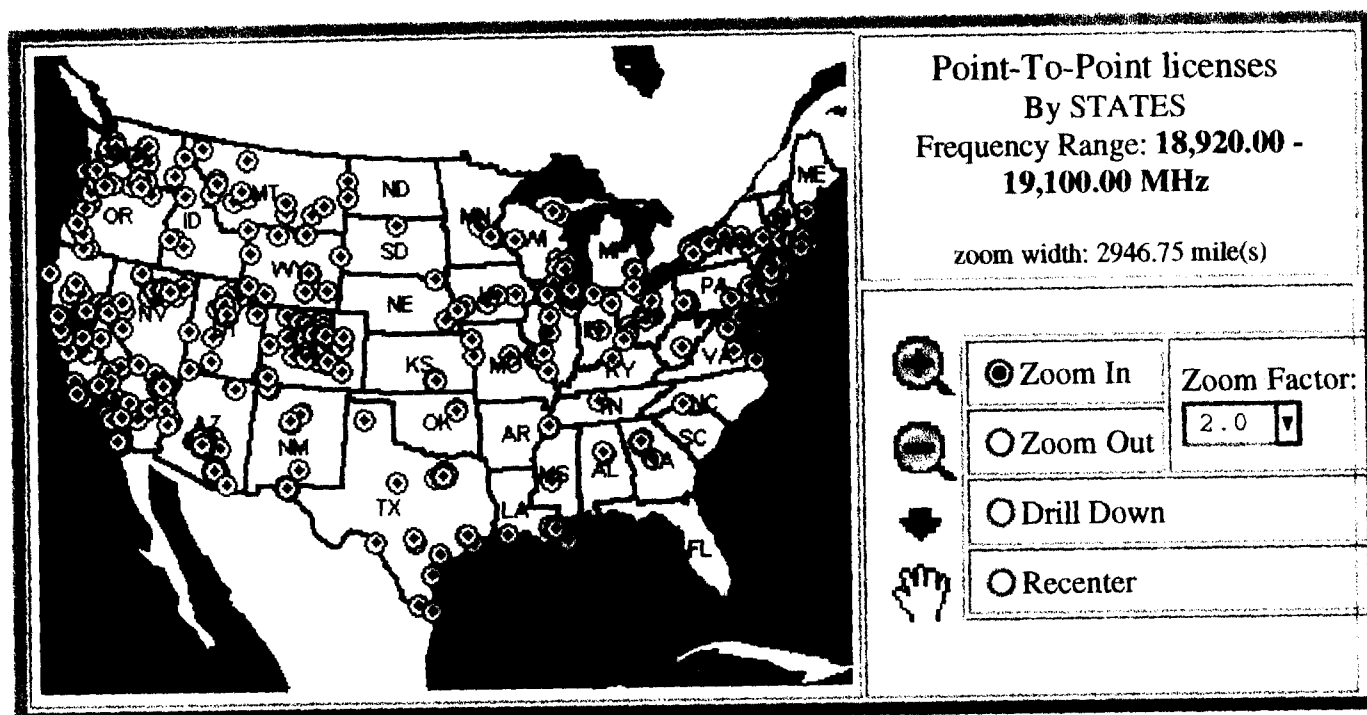 Point-To-Point licenses
By STATES
Frequency Range: 18,920.00 -
19,100.00 MHz
zoom width: 2946.75 mile(s)
Zoom In
Zoom Factor:
2.0
Zoom Out
Drill Down
Recenter
ME
ND
MT
OR
ID
MN
SD
WI
MI
WY
PA
NE
NV
KS
MO
KY
VA
AZ
NM
OK
AR
TN
NC
SC
MS
AL
GA
TX
LA
FL